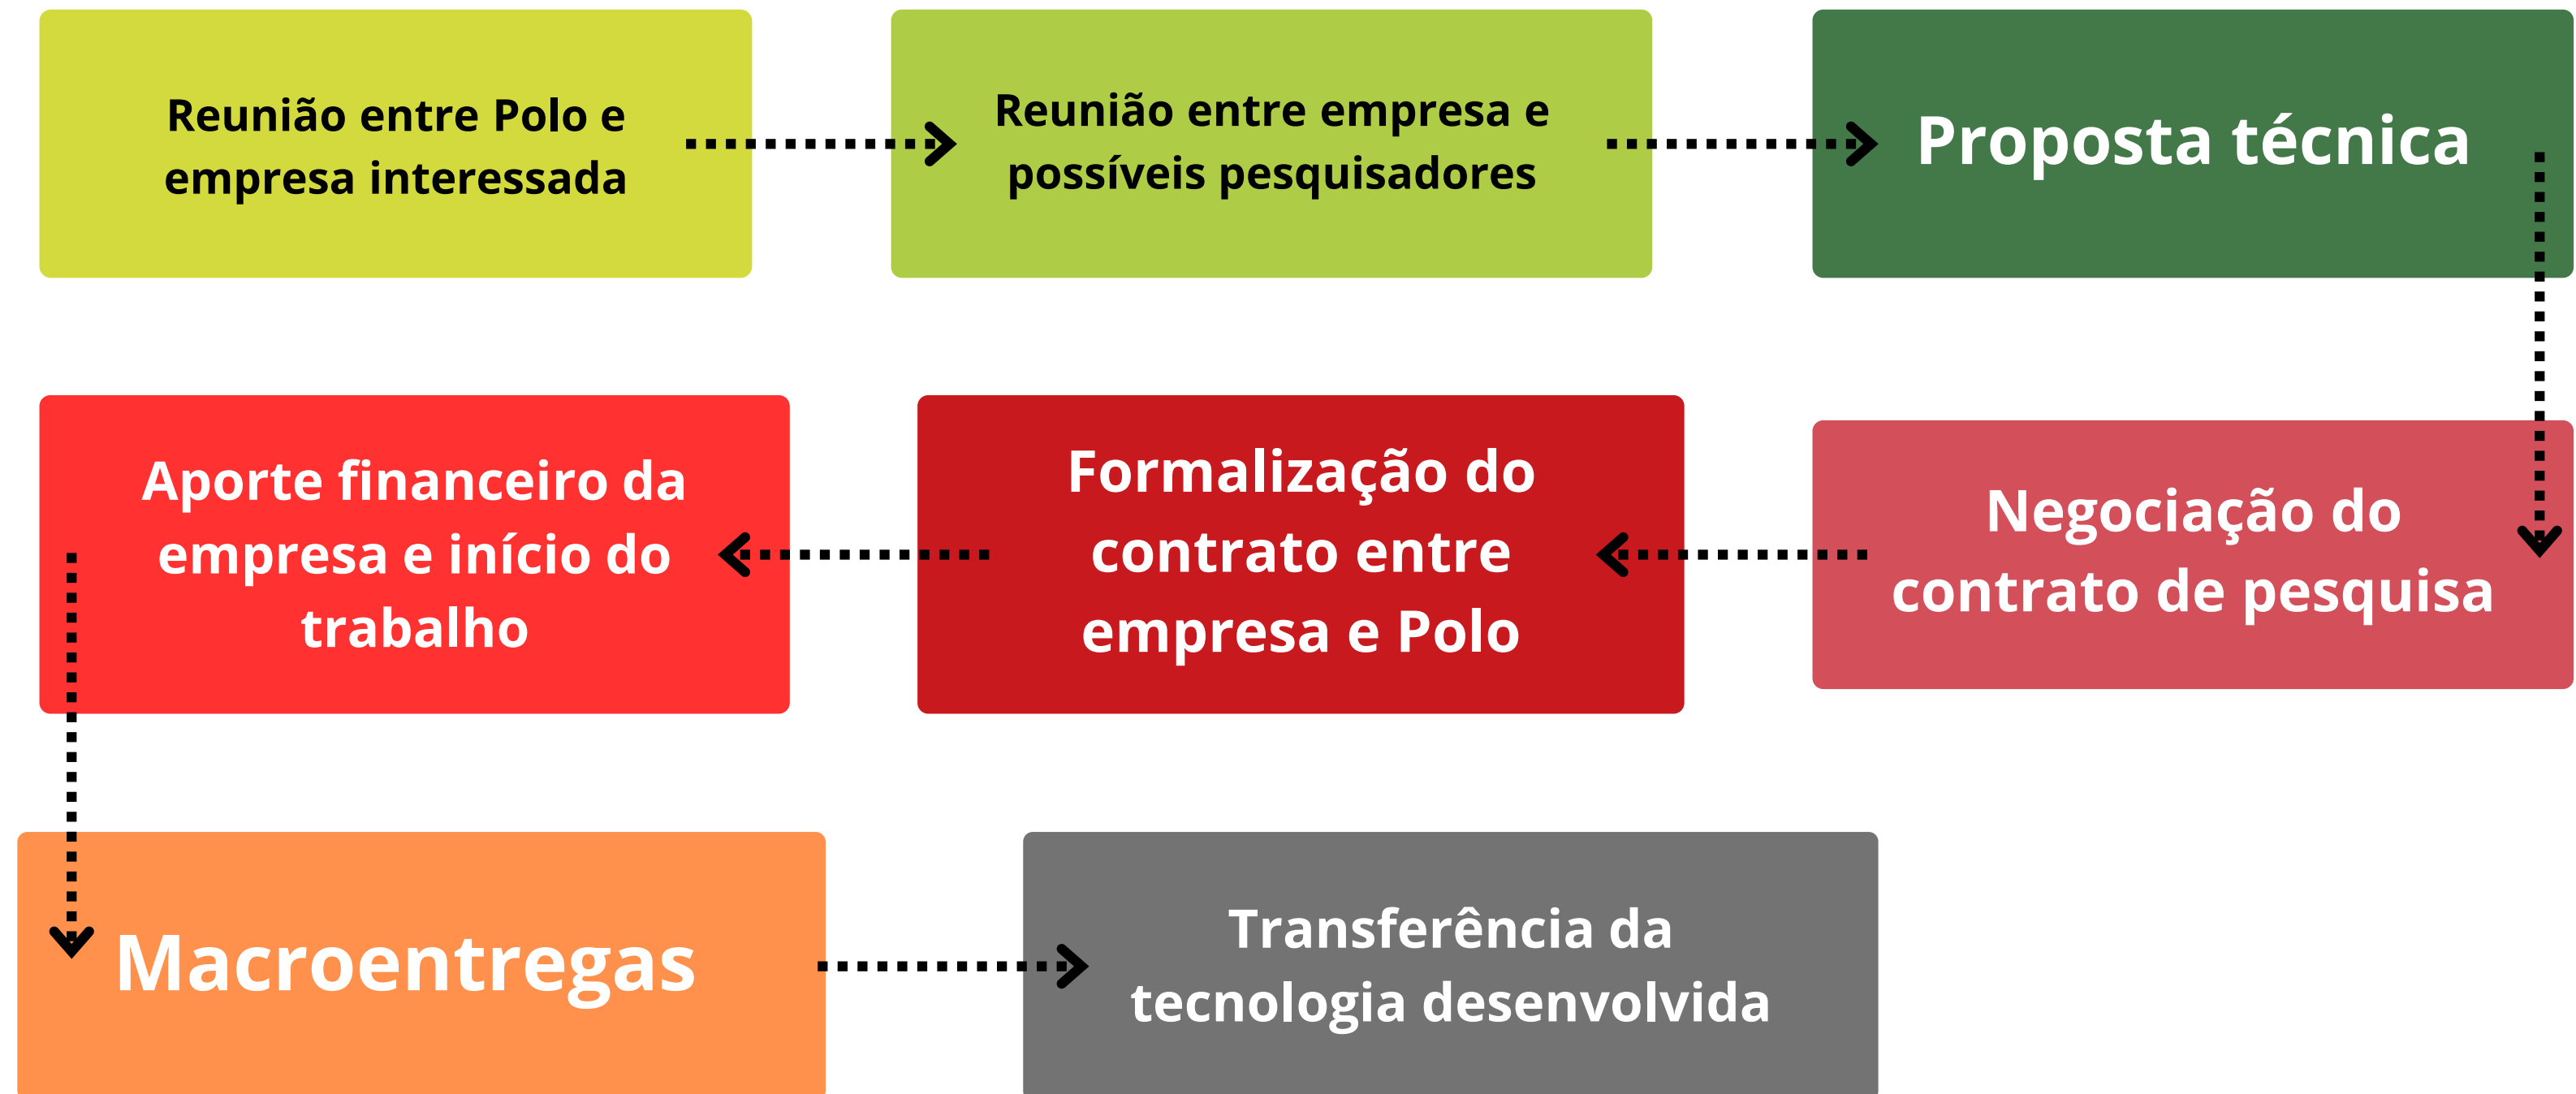 Reunião entre Polo e
empresa interessada
Reunião entre empresa e
possíveis pesquisadores
Proposta técnica
Negociação do
contrato de pesquisa
Formalização do
contrato entre
empresa e Polo
Aporte financeiro da
empresa e início do
trabalho
Macroentregas
Transferência da
tecnologia desenvolvida